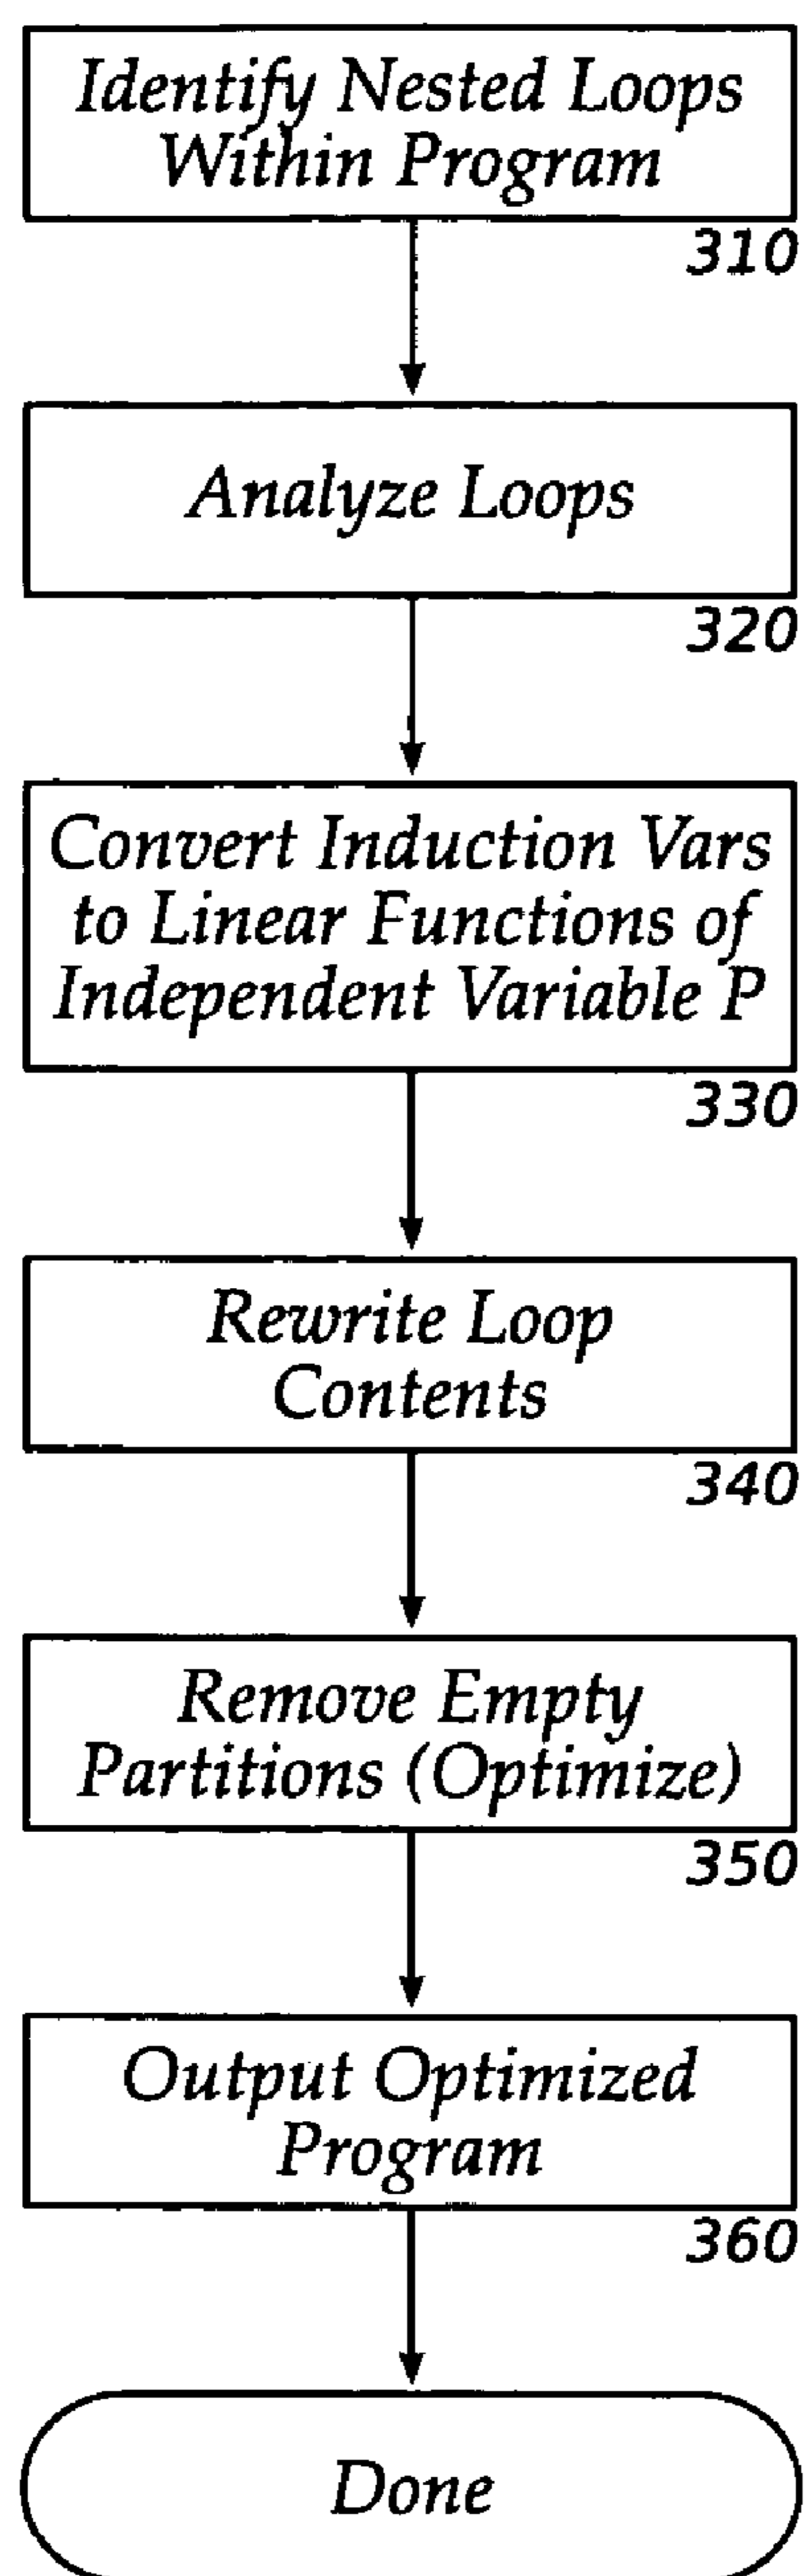 Identify Nested Loops
Within Program
310
Analyze Loops
320
Convert Induction Vars
to Linear Functions of
Independent Variable P
330
Rewrite Loop
Contents
340
Remove Empty
Partitions (Optimize)
350
Output Optimized
Program
360
Done